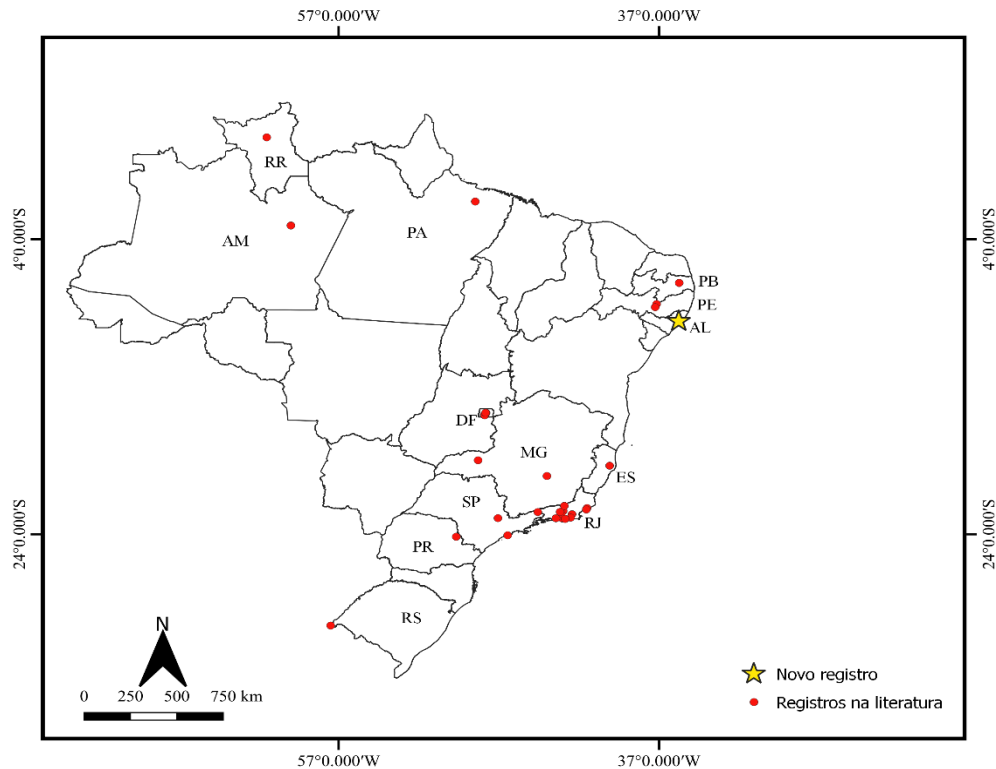 57°0.000'W 37°0.000'W
RR
AM
PA
4°0.000'S 4°0.000'S
PB
PE
AL
DF
MG
ES
SP
RJ
24°0.000'S 24°0.000'S
PR
RS
N
0 250 500 750 km
Novo registro
Registros na literatura
57°0.000'W 37°0.000'W